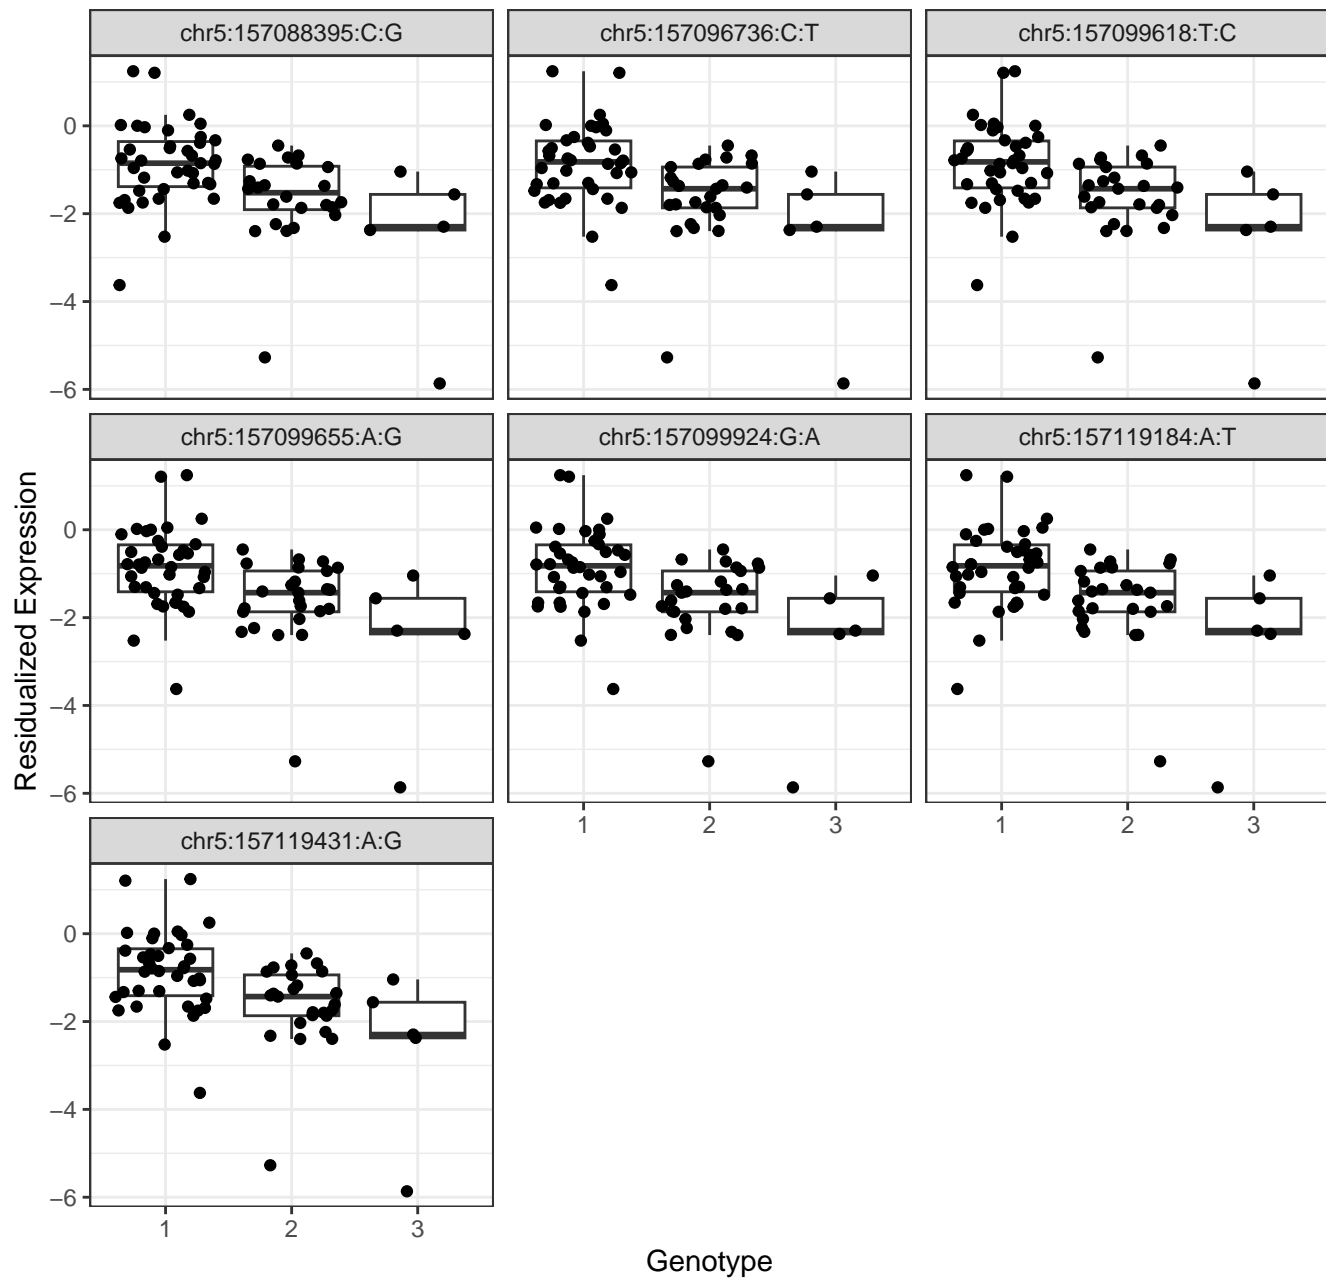 chr5:157088395:C:G chr5:157096736:C:T chr5:157099618:T:C
0
−2
−4
−6
chr5:157099655:A:G chr5:157099924:G:A chr5:157119184:A:T
0
−2
−4
−6
1 2 3 1 2 3
chr5:157119431:A:G
0
−2
−4
−6
1 2 3
Residualized Expression
Genotype